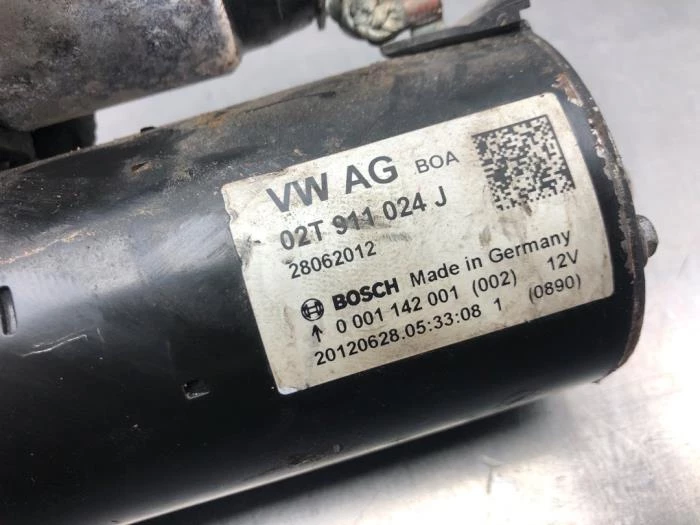 VW AG BOA
02T 911 024 J
28062012
BOSCH Made in Germany
↑ 0 001 142 001 (002) 12V
20120628.05:33:08 1 (0890)